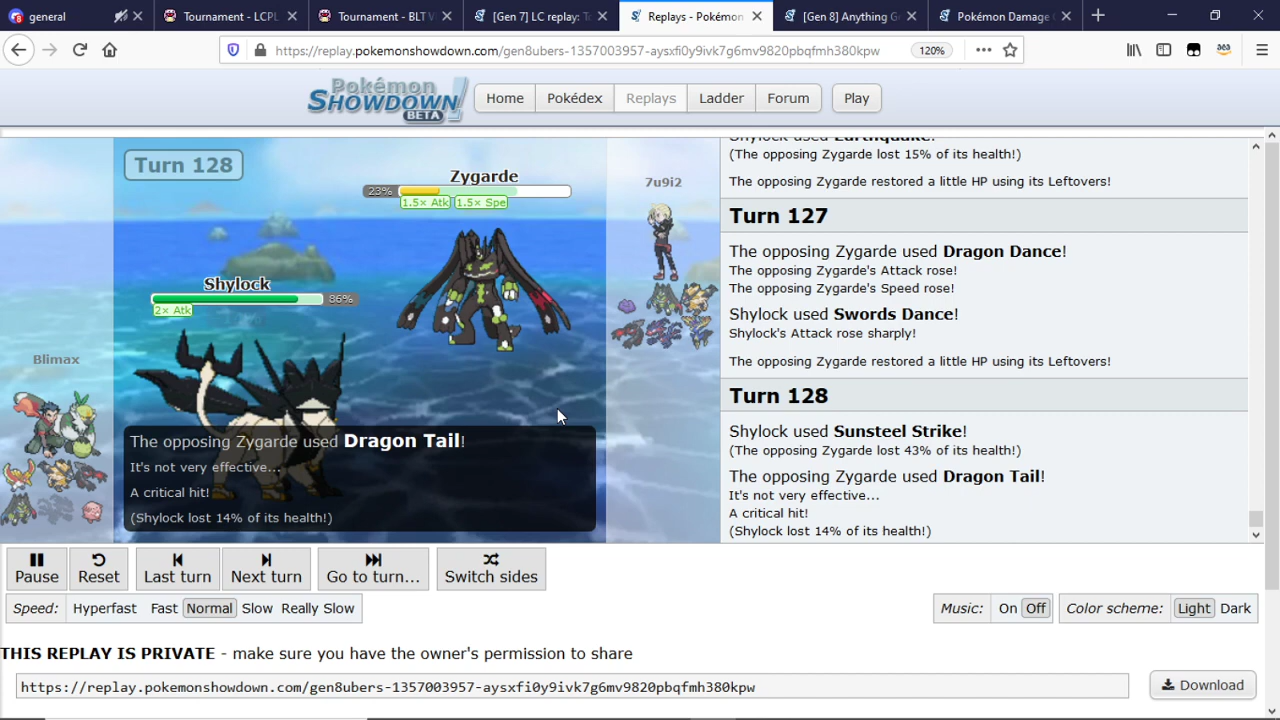 general
Tournament - LCPL
Tournament - BLT V
[Gen 7] LC replay: T
Replays - Pokémon
[Gen 8] Anything G
Pokémon Damage
https://replay.pokemonshowdown.com/gen8ubers-1357003957-aysxfi0y9ivk7g6mv9820pbqfmh380kpw
120%
Pokémon
SHOWDOWN!
BETA
Home
Pokédex
Replays
Ladder
Forum
Play
Turn 128
Zygarde
23%
1.5× Atk 1.5× Spe
Shylock
86%
2× Atk
7u9i2
Blimax
The opposing Zygarde used Dragon Tail!
It's not very effective...
A critical hit!
(Shylock lost 14% of its health!)
Shylock used Earthquake!
(The opposing Zygarde lost 15% of its health!)
The opposing Zygarde restored a little HP using its Leftovers!
Turn 127
The opposing Zygarde used Dragon Dance!
The opposing Zygarde's Attack rose!
The opposing Zygarde's Speed rose!
Shylock used Swords Dance!
Shylock's Attack rose sharply!
The opposing Zygarde restored a little HP using its Leftovers!
Turn 128
Shylock used Sunsteel Strike!
(The opposing Zygarde lost 43% of its health!)
The opposing Zygarde used Dragon Tail!
It's not very effective...
A critical hit!
(Shylock lost 14% of its health!)
Pause
Reset
Last turn
Next turn
Go to turn...
Switch sides
Speed: Hyperfast Fast Normal Slow Really Slow
Music: On Off
Color scheme: Light Dark
THIS REPLAY IS PRIVATE - make sure you have the owner's permission to share
https://replay.pokemonshowdown.com/gen8ubers-1357003957-aysxfi0y9ivk7g6mv9820pbqfmh380kpw
Download